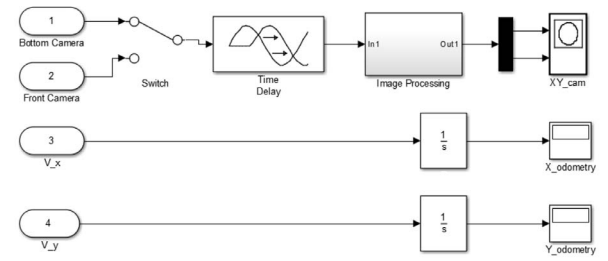 1
Bottom Camera
2
Front Camera
Switch
Time
Delay
In1
Out1
Image Processing
XY_cam
3
V_x
1
s
X_odometry
4
V_y
1
s
Y_odometry